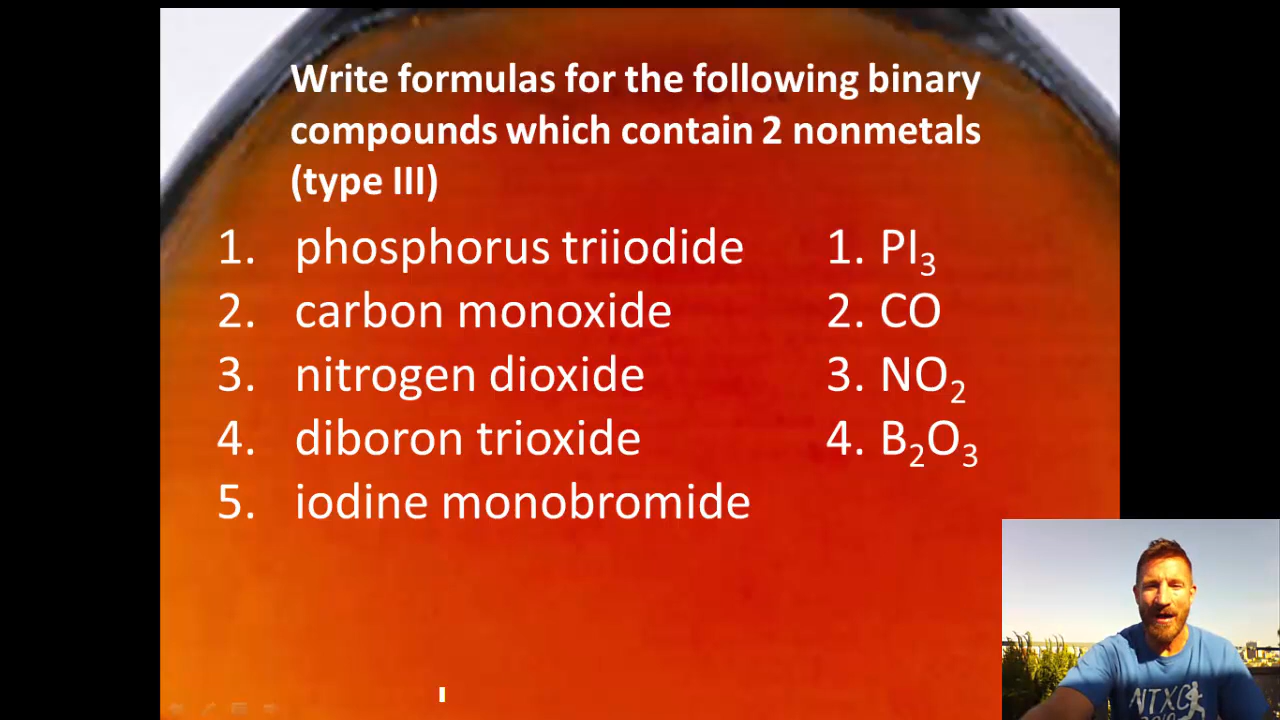 Write formulas for the following binary
compounds which contain 2 nonmetals
(type III)
1. phosphorus triiodide
2. carbon monoxide
3. nitrogen dioxide
4. diboron trioxide
5. iodine monobromide
1. PI₃
2. CO
3. NO₂
4. B₂O₃
NTXC